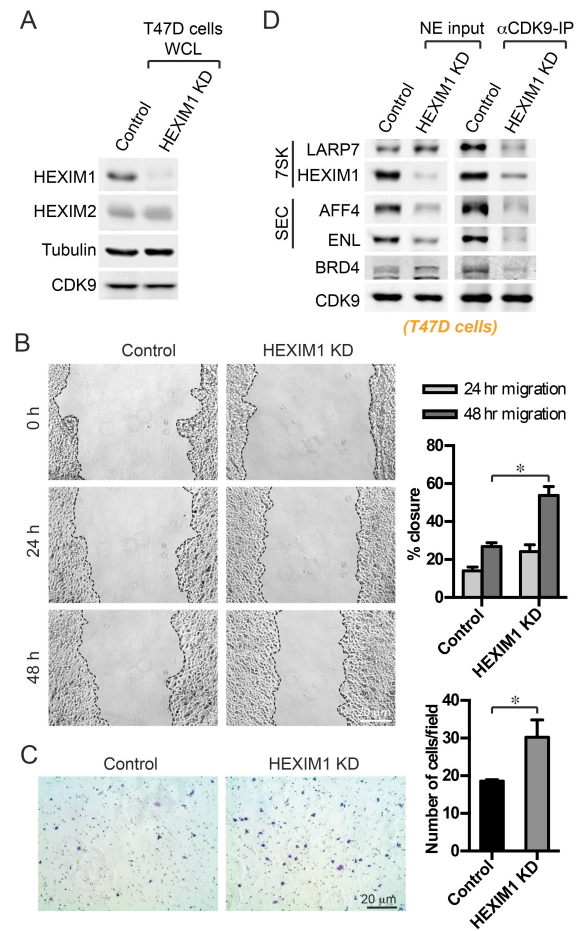 A
T47D cells
WCL
Control
HEXIM1 KD
HEXIM1
HEXIM2
Tubulin
CDK9
D
NE input
αCDK9-IP
Control
HEXIM1 KD
Control
HEXIM1 KD
7SK
LARP7
HEXIM1
SEC
AFF4
ENL
BRD4
CDK9
(T47D cells)
B
Control
HEXIM1 KD
0 h
24 h
48 h
24 hr migration
48 hr migration
% closure
80
60
40
20
0
*
Control
HEXIM1 KD
C
Control
HEXIM1 KD
20 µm
Number of cells/field
40
30
20
10
0
*
Control
HEXIM1 KD